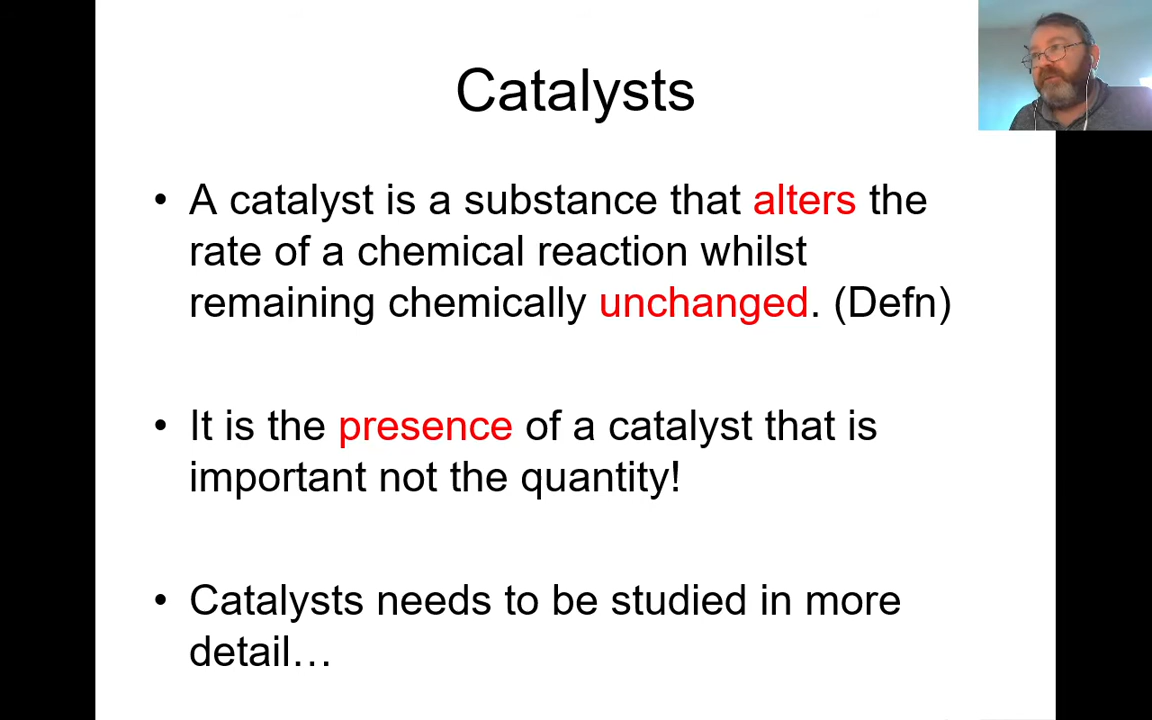 Catalysts
• A catalyst is a substance that alters the
rate of a chemical reaction whilst
remaining chemically unchanged. (Defn)
• It is the presence of a catalyst that is
important not the quantity!
• Catalysts needs to be studied in more
detail…